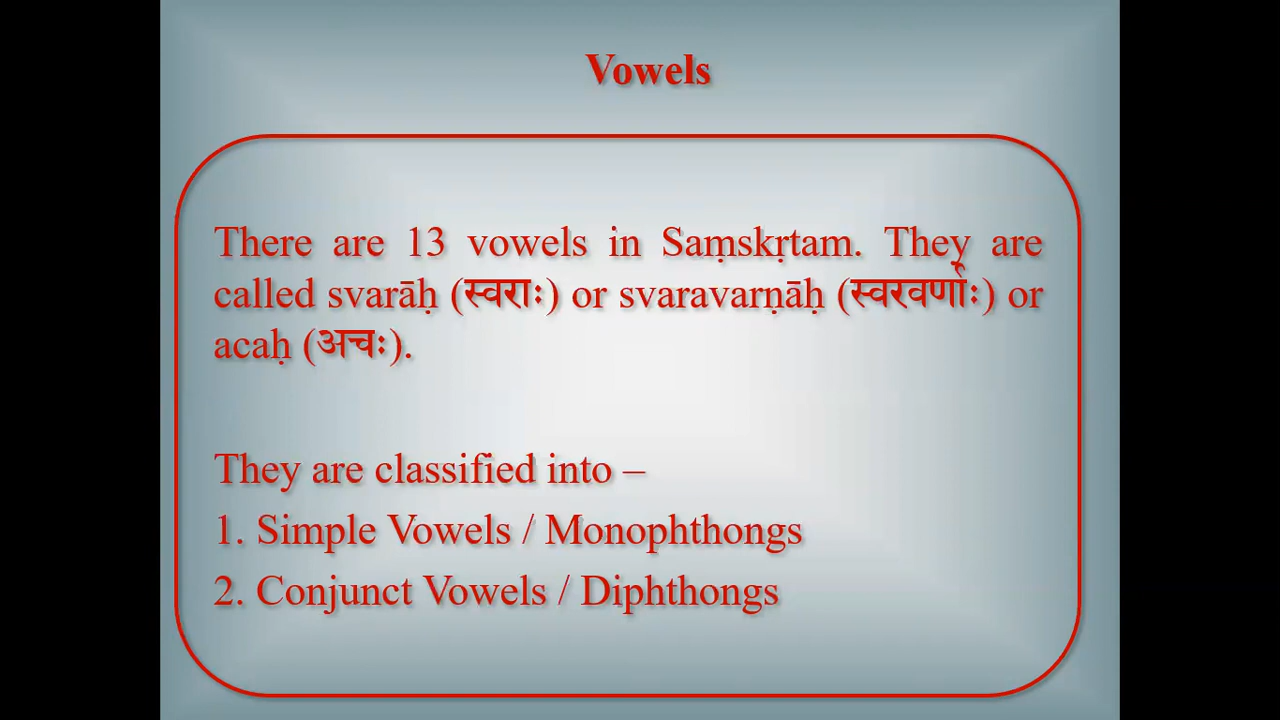 Vowels
There are 13 vowels in Saṃskṛtam. They are
called svarāḥ (स्वराः) or svaravarṇāḥ (स्वरवर्णाः) or
acaḥ (अचः).
They are classified into –
1. Simple Vowels / Monophthongs
2. Conjunct Vowels / Diphthongs